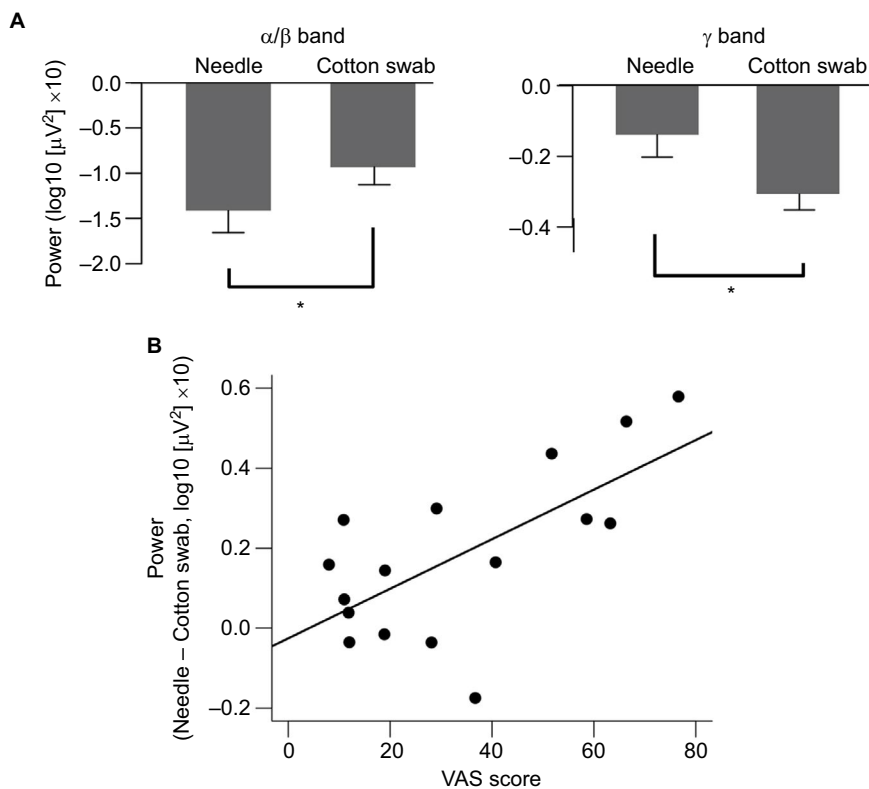 A
α/β band
Needle Cotton swab
Power (log10 [μV²] ×10)
0.0
–0.5
–1.0
–1.5
–2.0
*
γ band
Needle Cotton swab
0.0
–0.2
–0.4
*
B
Power
(Needle – Cotton swab, log10 [μV²] ×10)
0.6
0.4
0.2
0.0
–0.2
0 20 40 60 80
VAS score